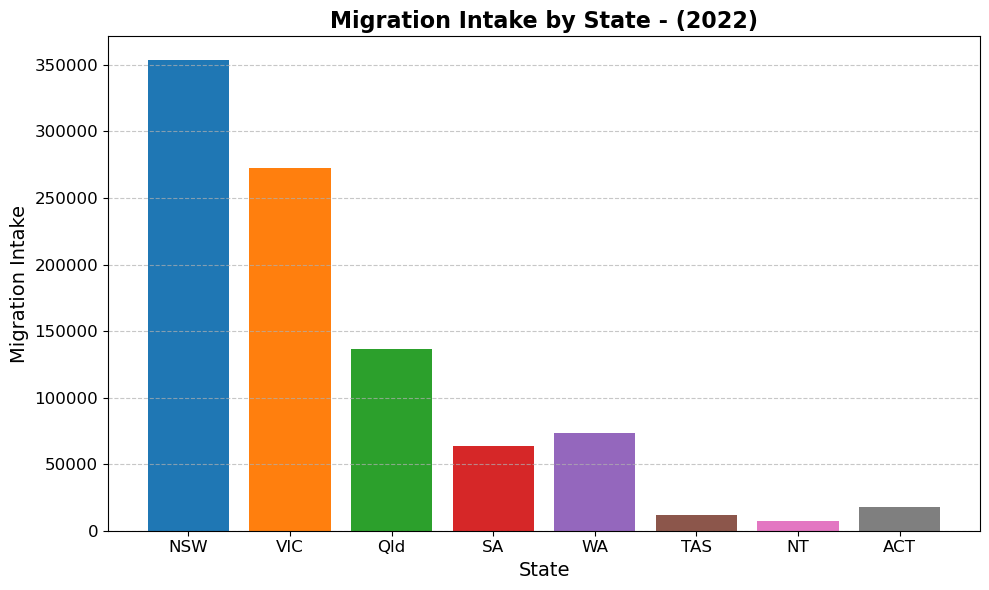 Migration Intake by State - (2022)
Migration Intake
350000
300000
250000
200000
150000
100000
50000
0
NSW VIC Qld SA WA TAS NT ACT
State